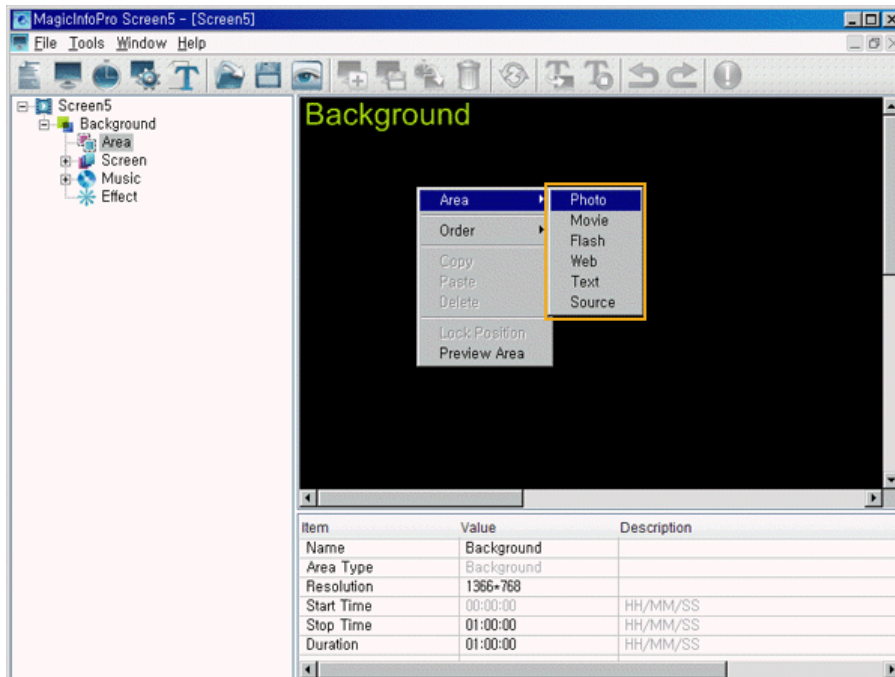 MagicInfoPro Screen5 - [Screen5]
File Tools Window Help
Screen5
Background
Area
Screen
Music
Effect
Background
Area
Order
Copy
Paste
Delete
Lock Position
Preview Area
Photo
Movie
Flash
Web
Text
Source
Item Value Description
Name Background
Area Type Background
Resolution 1366*768
Start Time 00:00:00 HH/MM/SS
Stop Time 01:00:00 HH/MM/SS
Duration 01:00:00 HH/MM/SS